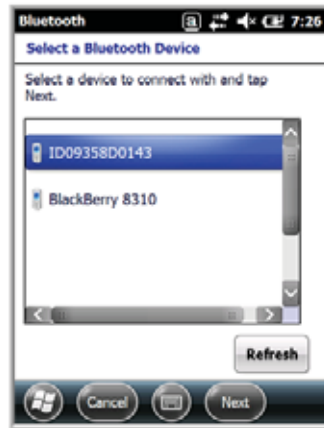 Bluetooth 7:26
Select a Bluetooth Device
Select a device to connect with and tap
Next.
ID09358D0143
BlackBerry 8310
Refresh
Cancel Next